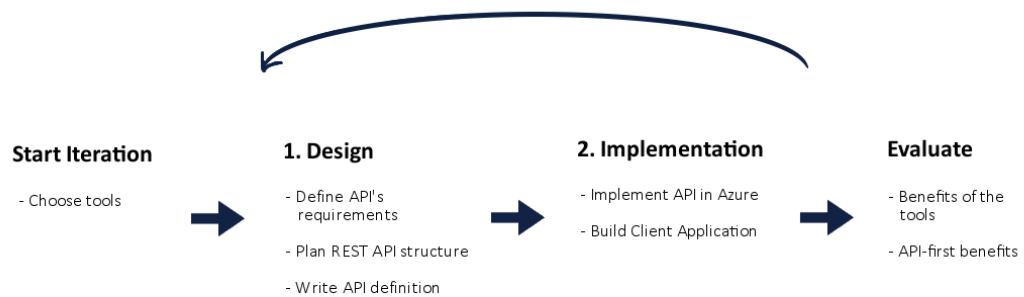 Start Iteration
- Choose tools
1. Design
- Define API's
requirements
- Plan REST API structure
- Write API definition
2. Implementation
- Implement API in Azure
- Build Client Application
Evaluate
- Benefits of the
tools
- API-first benefits